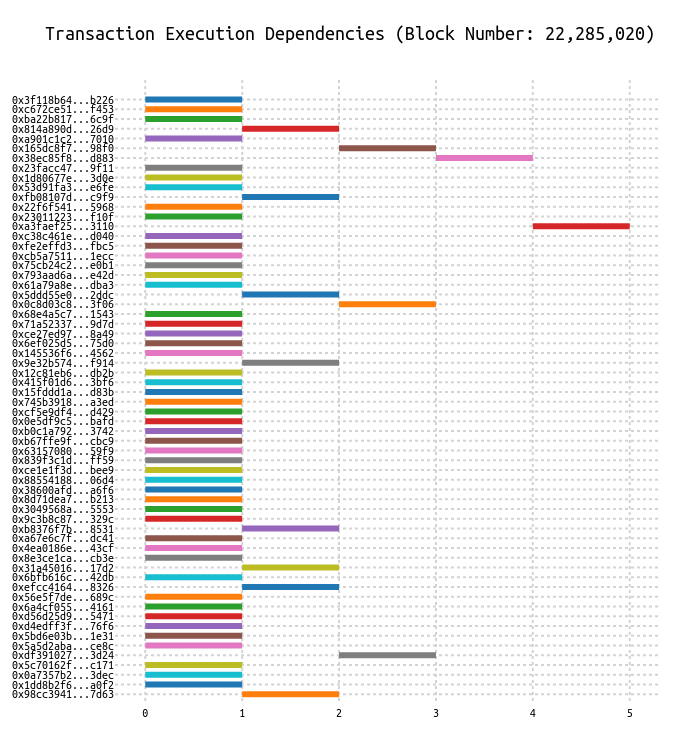 Transaction Execution Dependencies (Block Number: 22,285,020)
0x3f118b64...b226
0xc672ce51...f453
0xba22b817...6c9f
0x814a890d...26d9
0xa901c1c2...7010
0x165dc8f7...98f0
0x38ec85f8...d883
0x23facc47...9f11
0x1d80677e...3d0e
0x53d91fa3...e6fe
0xfb08107d...c9f9
0x22f6f541...5968
0x23011223...f10f
0xa3faef25...3110
0xc38c461e...d040
0xfe2effd3...fbc5
0xcb5a7511...1ecc
0x75cb24c2...e0b1
0x793aad6a...e42d
0x61a79a8e...dba3
0x5ddd55e0...2ddc
0x0c8d03c8...3f06
0x68e4a5c7...1543
0x71a52337...9d7d
0xce27ed97...8a49
0x6ef025d5...75d0
0x145536f6...4562
0x9e32b574...f914
0x12c81eb6...db2b
0x415f01d6...3bf6
0x15fddd1a...d83b
0x745b3918...a3ed
0xcf5e9df4...d429
0x0e5df9c5...bafd
0xb0c1a792...3742
0xb67ffe9f...cbc9
0x63157080...59f9
0x839f3c1d...ff59
0xce1e1f3d...bee9
0x88554188...06d4
0x38600afd...a6f6
0x8d71dea7...b213
0x3049568a...5553
0x9c3b8c87...329c
0xb8376f7b...8531
0xa67e6c7f...dc41
0x4ea0186e...43cf
0x8e3ce1ca...cb3e
0x31a45016...17d2
0x6bfb616c...42db
0xefcc4164...8326
0x56e5f7de...689c
0x6a4cf055...4161
0xd56d25d9...5471
0xd4edff3f...76f6
0x5bd6e03b...1e31
0x5a5d2aba...ce8c
0xdf391027...3d24
0x5c70162f...c171
0x0a7357b2...3dec
0x1dd8b2f6...a0f2
0x98cc3941...7d63
0 1 2 3 4 5